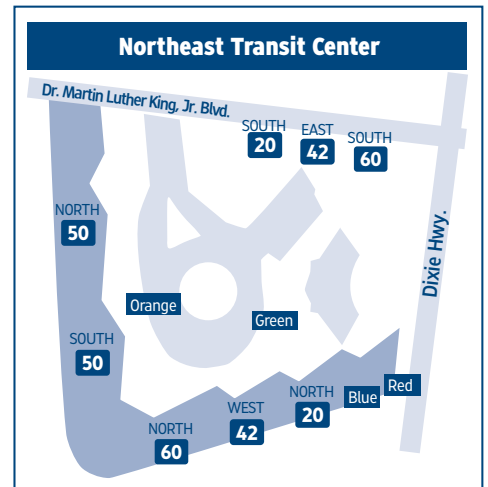 Northeast Transit Center
Dr. Martin Luther King, Jr. Blvd.
SOUTH
20
EAST
42
SOUTH
60
NORTH
50
Dixie Hwy.
Orange
Green
SOUTH
50
Red
Blue
NORTH
20
WEST
42
NORTH
60